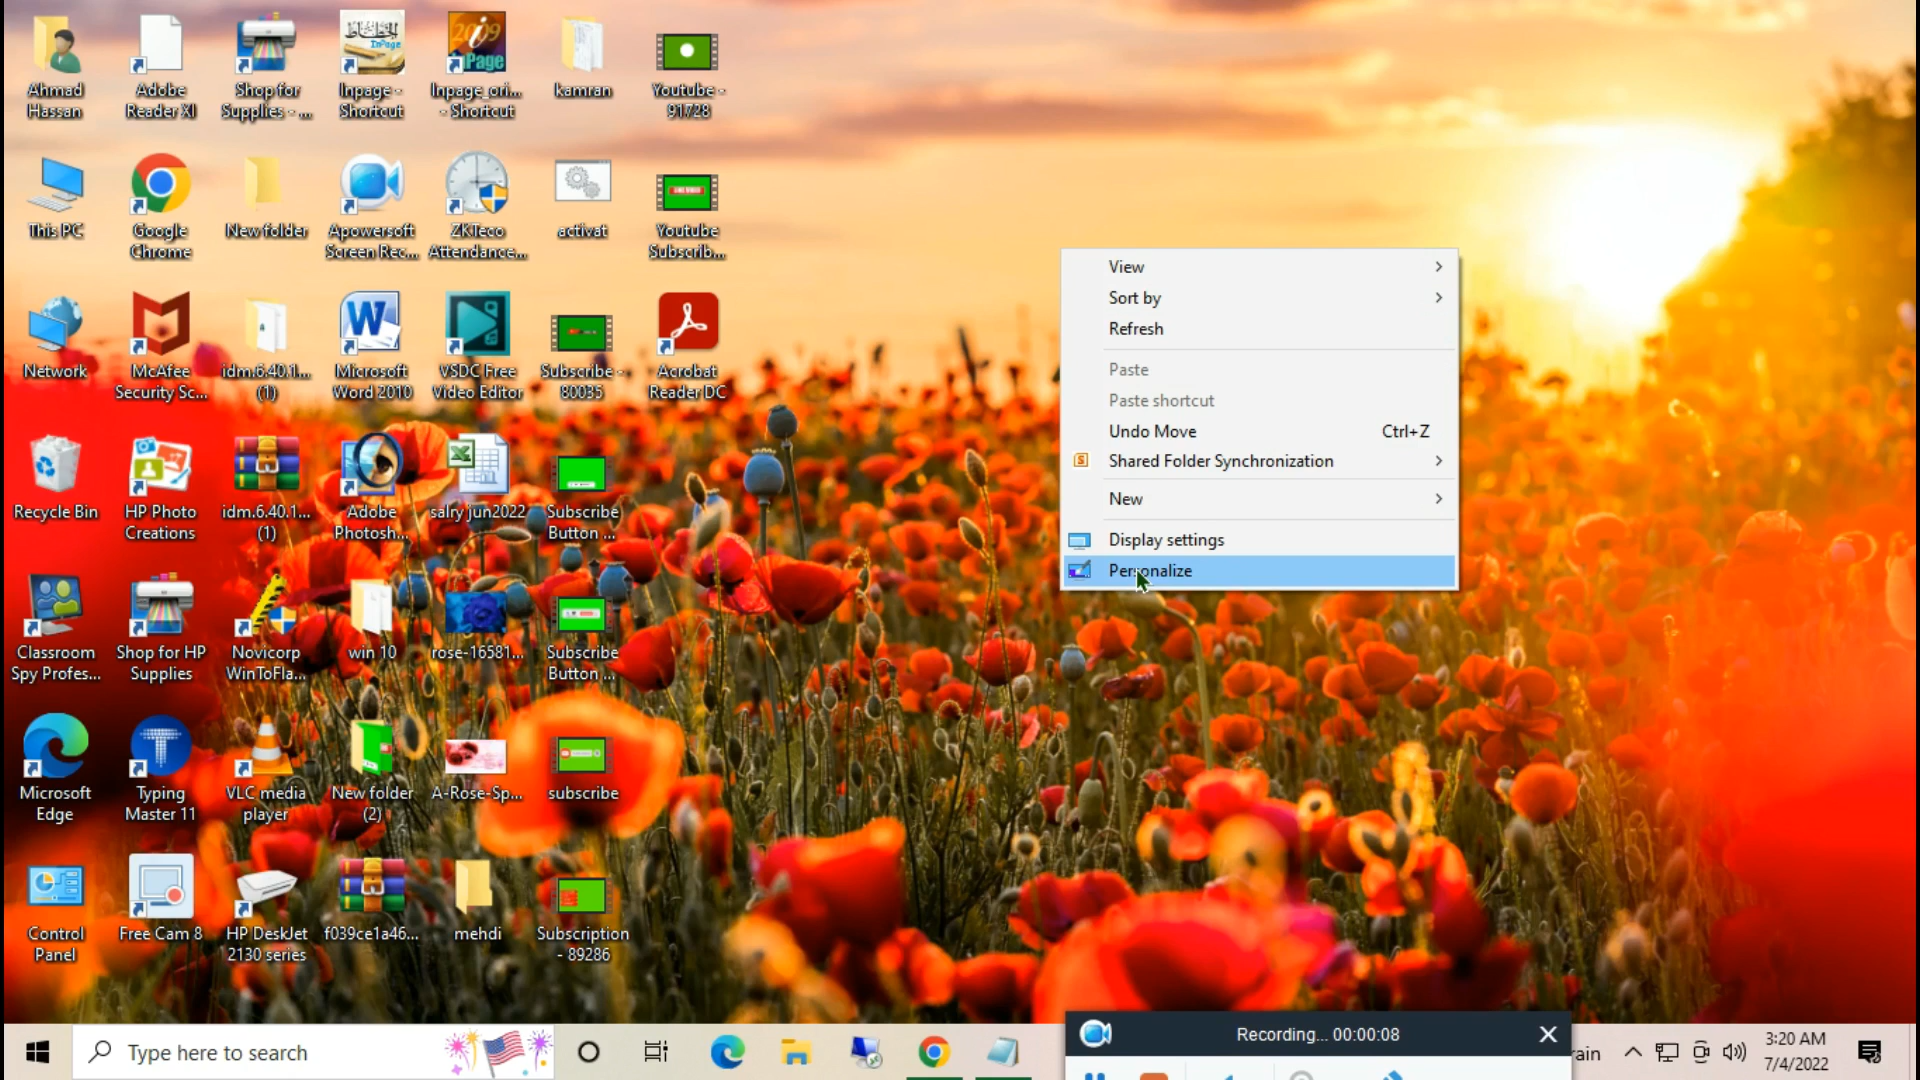 Ahmad
Hassan
Adobe
Reader XI
Shop for
Supplies - ...
Inpage -
Shortcut
Inpage_ori...
- Shortcut
kamran
Youtube -
91728
This PC
Google
Chrome
New folder
Apowersoft
Screen Rec...
ZKTeco
Attendance...
activat
Youtube
Subscrib...
Network
McAfee
Security Sc...
idm.6.40.1...
(1)
Microsoft
Word 2010
VSDC Free
Video Editor
Subscribe -
80035
Acrobat
Reader DC
Recycle Bin
HP Photo
Creations
idm.6.40.1...
(1)
Adobe
Photosh...
salry jun2022
Subscribe
Button ...
Classroom
Spy Profes...
Shop for HP
Supplies
Novicorp
WinToFla...
win 10
rose-16581...
Subscribe
Button ...
Microsoft
Edge
Typing
Master 11
VLC media
player
New folder
(2)
A-Rose-Sp...
subscribe
Control
Panel
Free Cam 8
HP DeskJet
2130 series
f039ce1a46...
mehdi
Subscription
- 89286
View
Sort by
Refresh
Paste
Paste shortcut
Undo Move Ctrl+Z
Shared Folder Synchronization
New
Display settings
Personalize
Type here to search
Recording... 00:00:08
rain
3:20 AM
7/4/2022